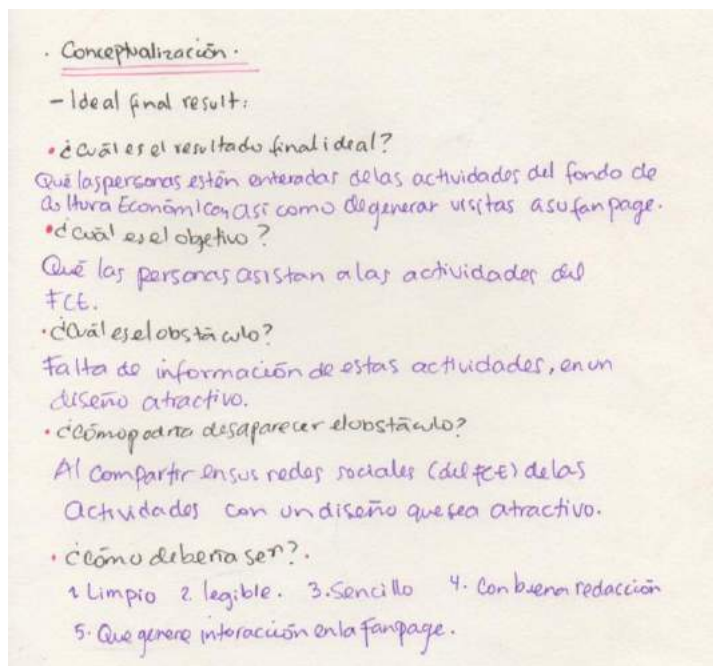 · Conceptualización ·
- Ideal final result:
• ¿Cuál es el resultado final ideal?
Qué las personas estén enteradas de las actividades del fondo de
Cultura Económica, asi como de generar visitas a su fanpage.
• ¿Cuál es el objetivo?
Qué las personas asistan a las actividades del
FCE.
• ¿Cuál es el obstáculo?
Falta de información de estas actividades, en un
diseño atractivo.
• ¿Cómo podría desaparecer el obstáculo?
Al compartir en sus redes sociales (del FCE) de las
Actividades con un diseño que sea atractivo.
• ¿Cómo debería ser?.
1 Limpio 2 legible. 3. Sencillo 4. Con buena redacción
5. Que genere interacción en la Fanpage.